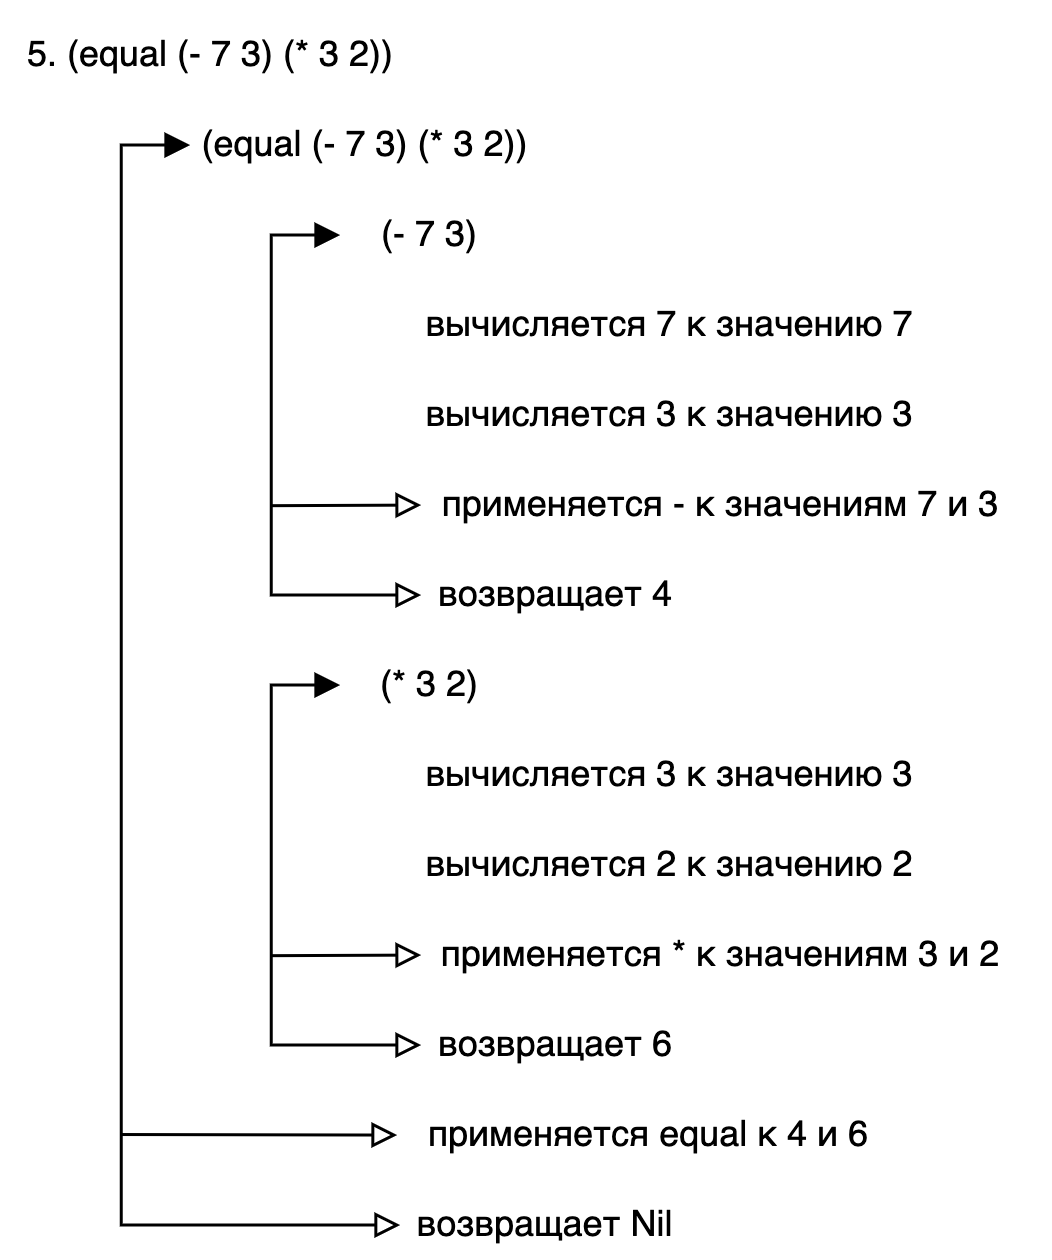 5. (equal (- 7 3) (* 3 2))
(equal (- 7 3) (* 3 2))
(- 7 3)
вычисляется 7 к значению 7
вычисляется 3 к значению 3
применяется - к значениям 7 и 3
возвращает 4
(* 3 2)
вычисляется 3 к значению 3
вычисляется 2 к значению 2
применяется * к значениям 3 и 2
возвращает 6
применяется equal к 4 и 6
возвращает Nil